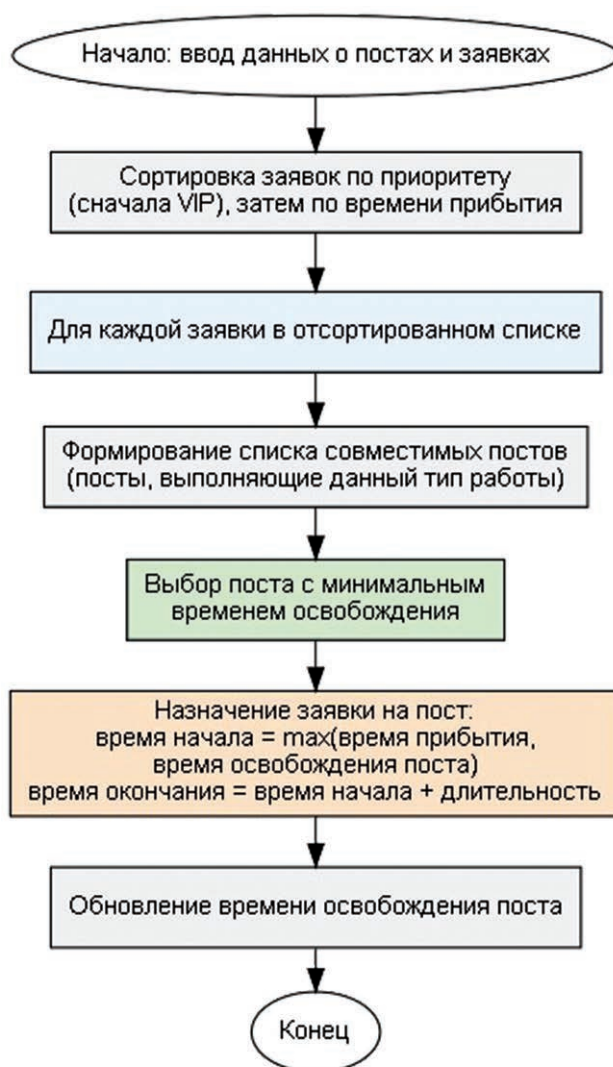 Начало: ввод данных о постах и заявках
Сортировка заявок по приоритету
(сначала VIP), затем по времени прибытия
Для каждой заявки в отсортированном списке
Формирование списка совместимых постов
(посты, выполняющие данный тип работы)
Выбор поста с минимальным
временем освобождения
Назначение заявки на пост:
время начала = max(время прибытия,
время освобождения поста)
время окончания = время начала + длительность
Обновление времени освобождения поста
Конец